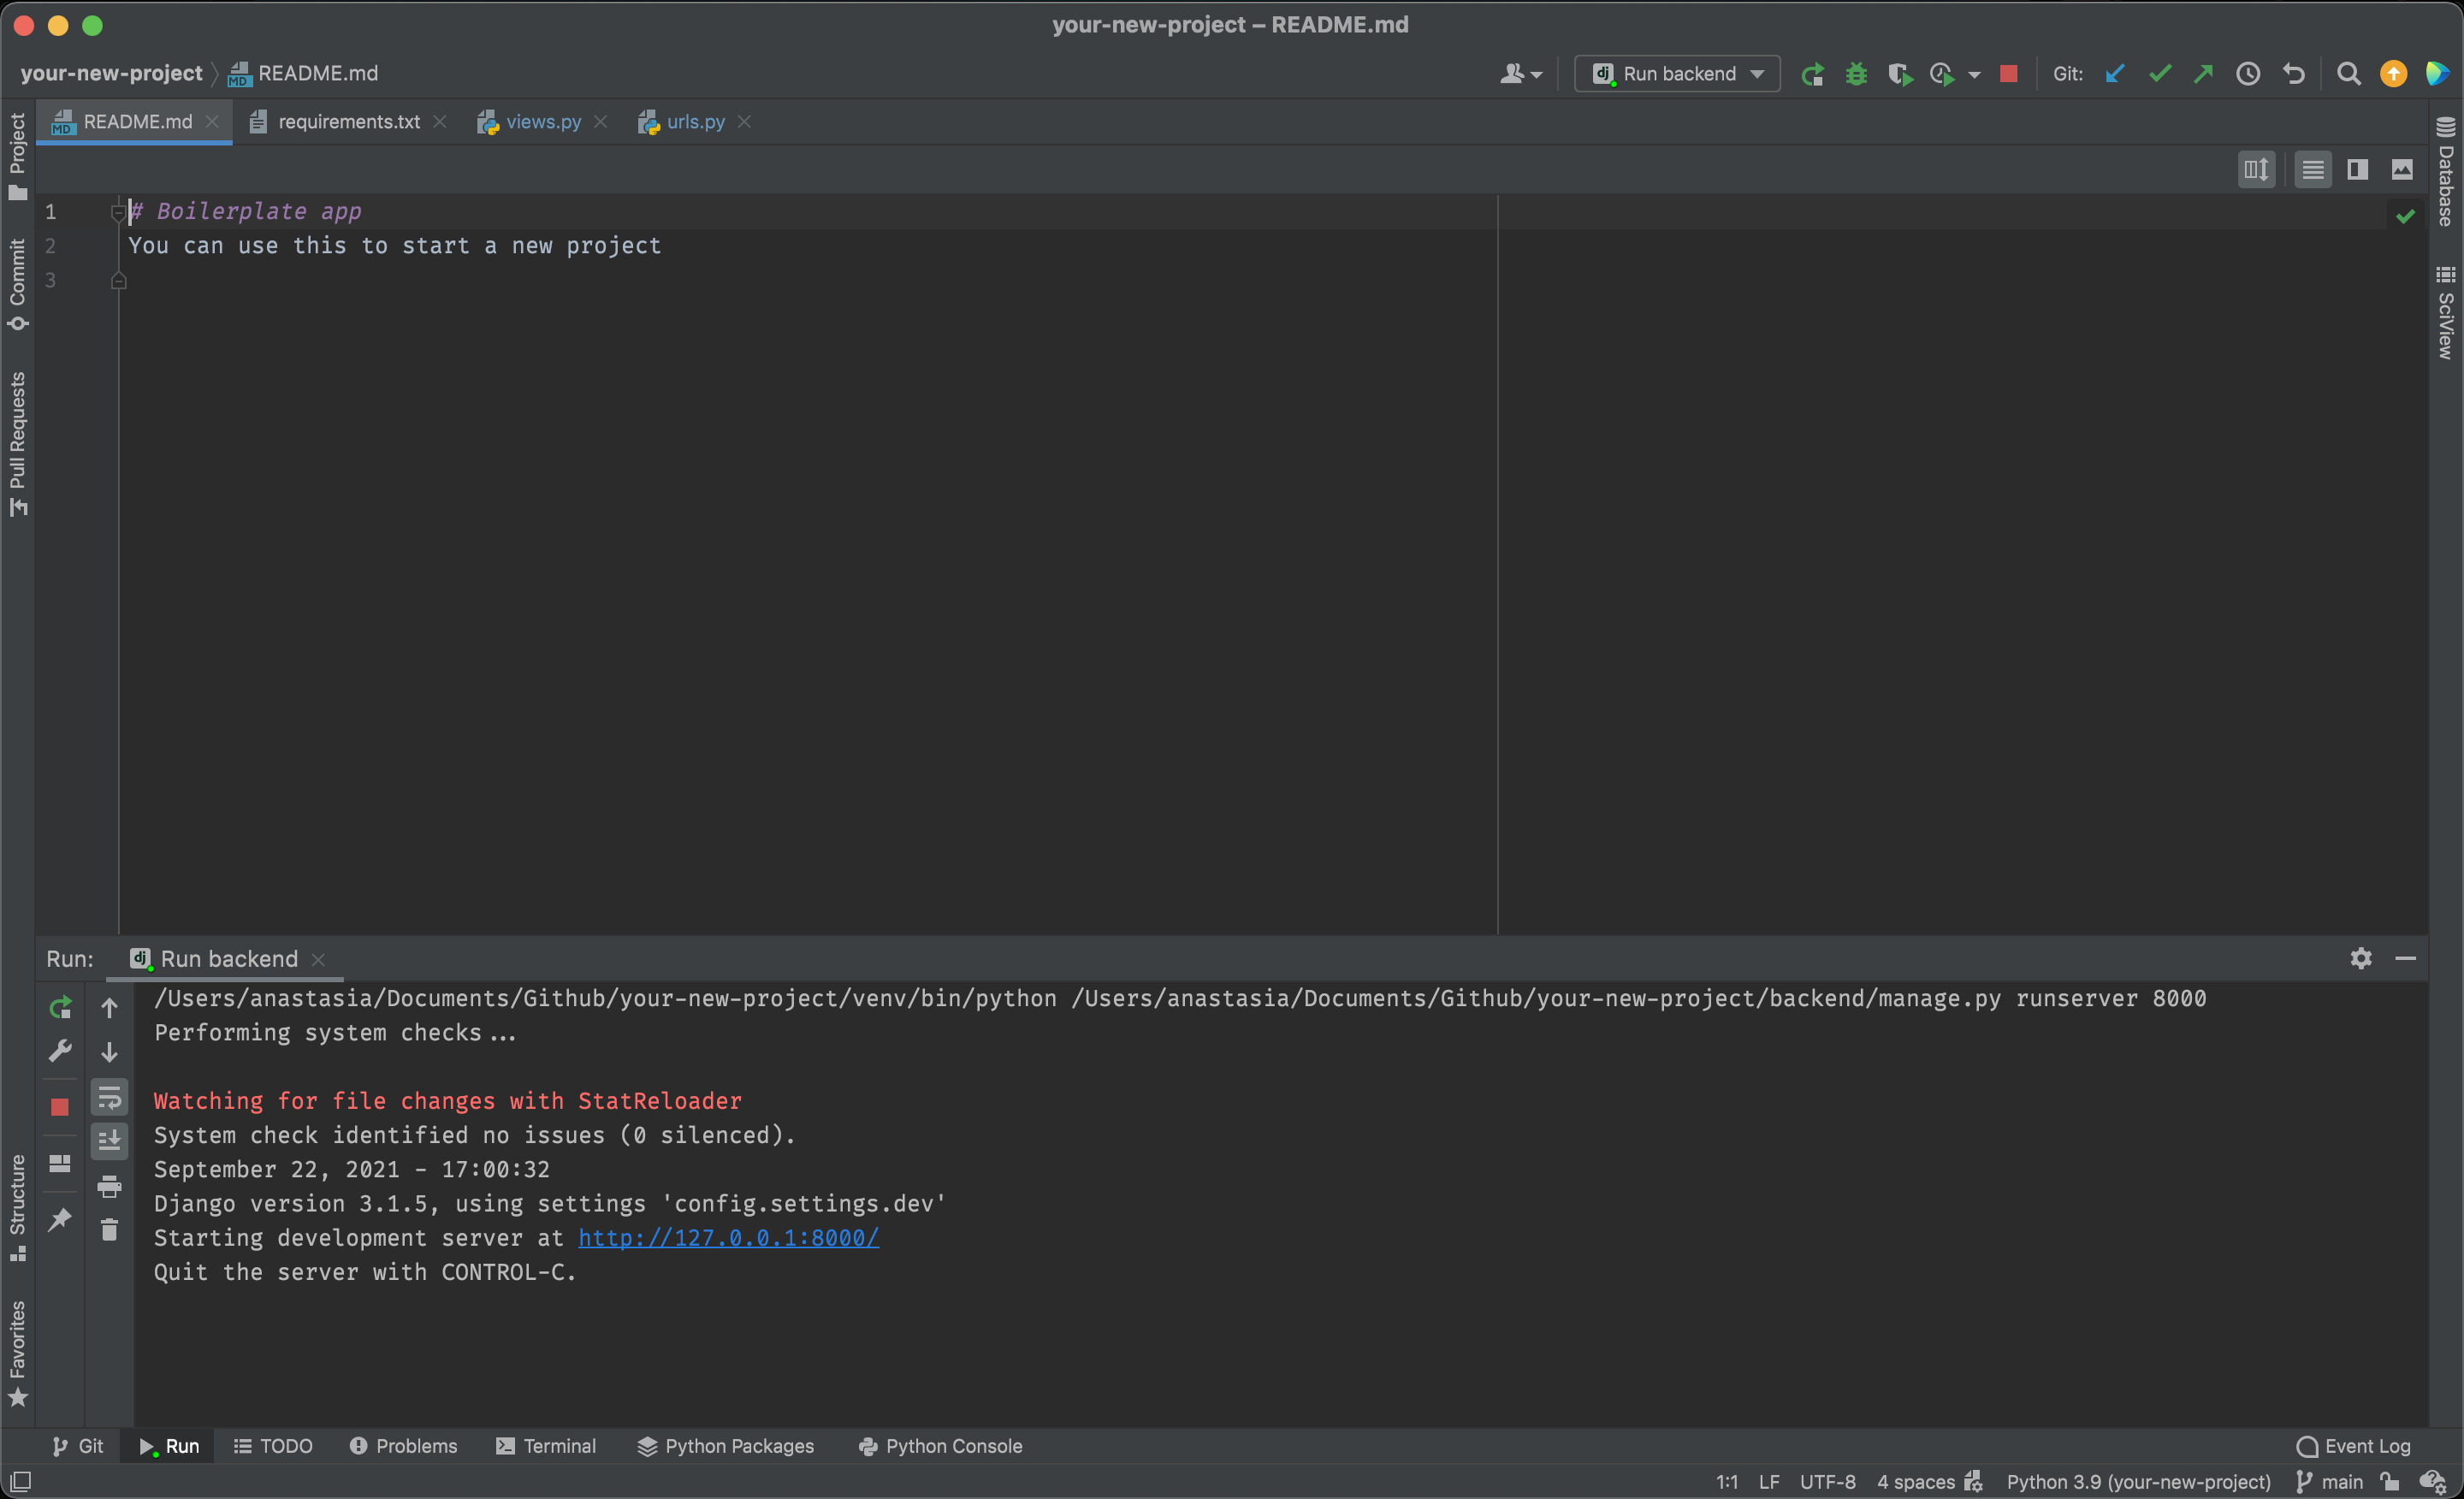 your-new-project – README.md
your-new-project README.md
Run backend
Git:
README.md requirements.txt views.py urls.py
Project
Commit
Pull Requests
Structure
Favorites
Database
SciView
1 # Boilerplate app
2 You can use this to start a new project
3
Run: Run backend
/Users/anastasia/Documents/Github/your-new-project/venv/bin/python /Users/anastasia/Documents/Github/your-new-project/backend/manage.py runserver 8000
Performing system checks...
Watching for file changes with StatReloader
System check identified no issues (0 silenced).
September 22, 2021 - 17:00:32
Django version 3.1.5, using settings 'config.settings.dev'
Starting development server at http://127.0.0.1:8000/
Quit the server with CONTROL-C.
Git Run TODO Problems Terminal Python Packages Python Console Event Log
1:1 LF UTF-8 4 spaces Python 3.9 (your-new-project) main